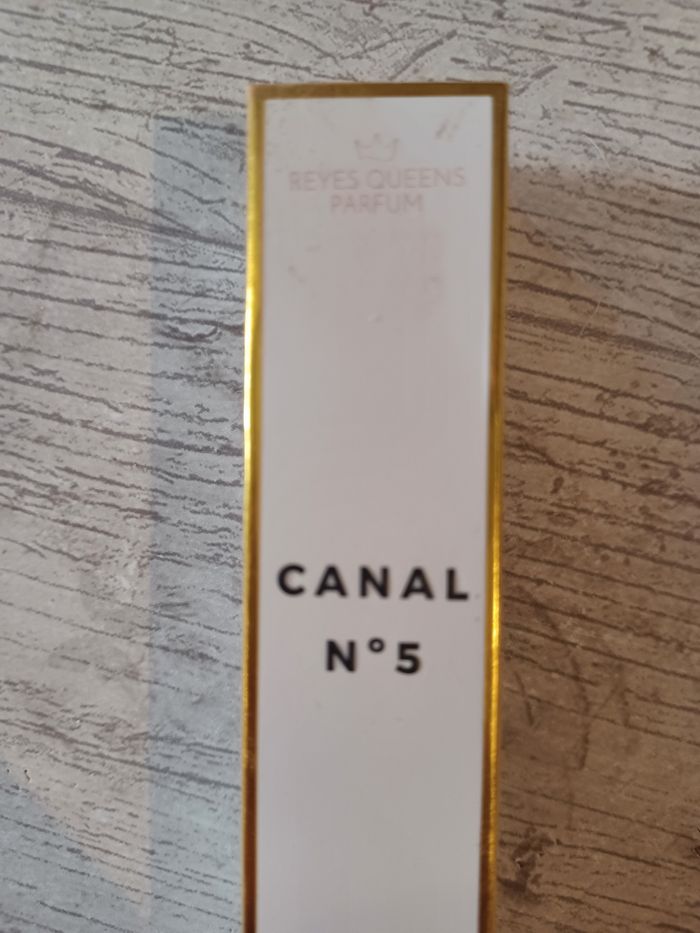 REYES QUEENS
PARFUM
CANAL
N°5